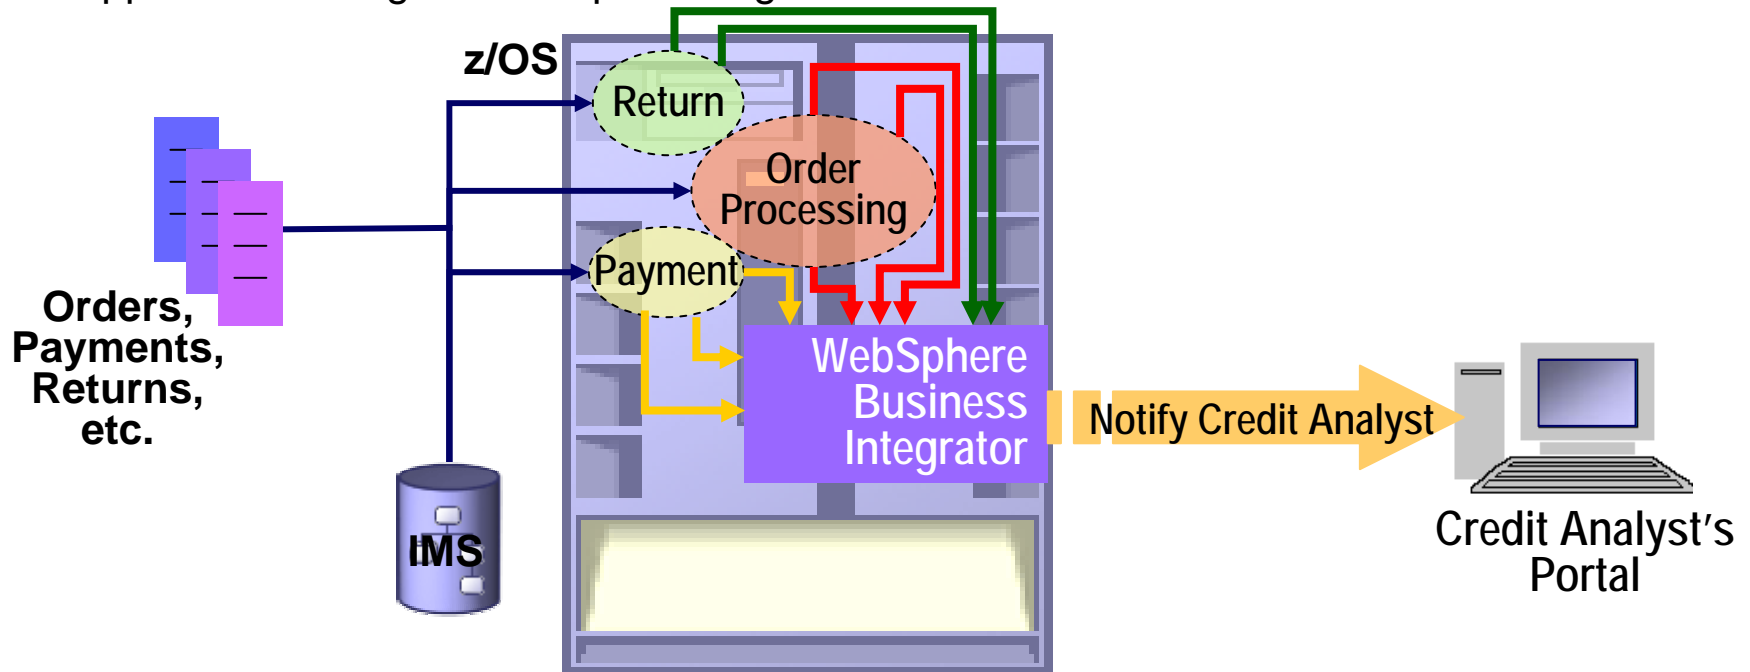 z/OS
Return
Order
Processing
Payment
Orders,
Payments,
Returns,
etc.
IMS
WebSphere
Business
Integrator
Notify Credit Analyst
Credit Analyst's
Portal